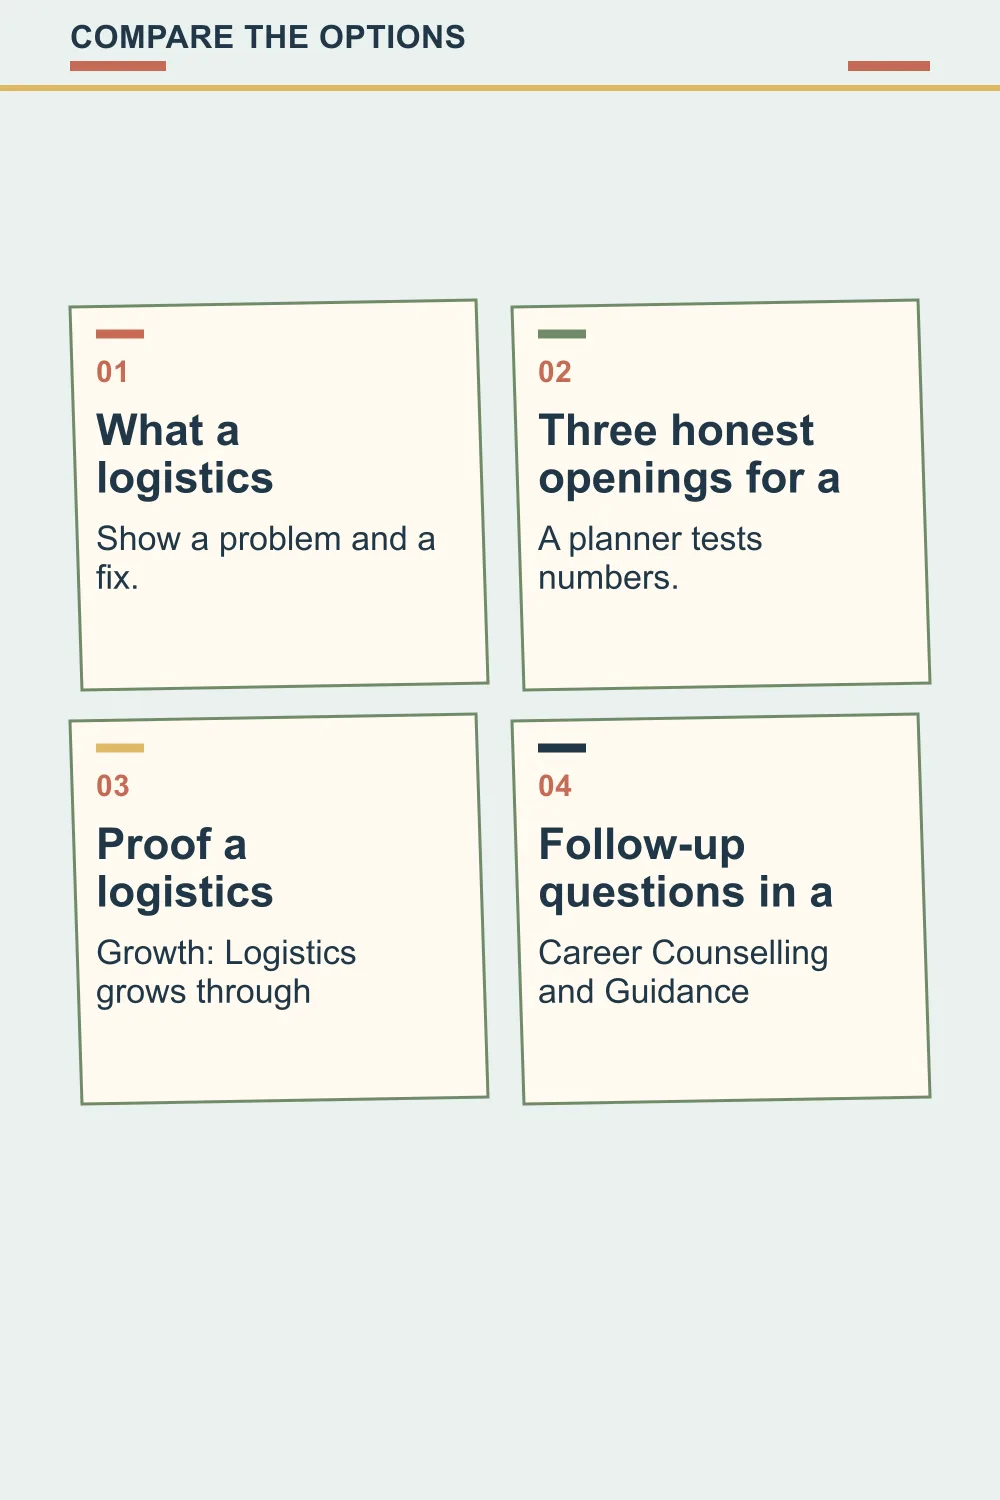 COMPARE THE OPTIONS
01
What a
logistics
Show a problem and a
fix.
02
Three honest
openings for a
A planner tests
numbers.
03
Proof a
logistics
Growth: Logistics
grows through
04
Follow-up
questions in a
Career Counselling
and Guidance